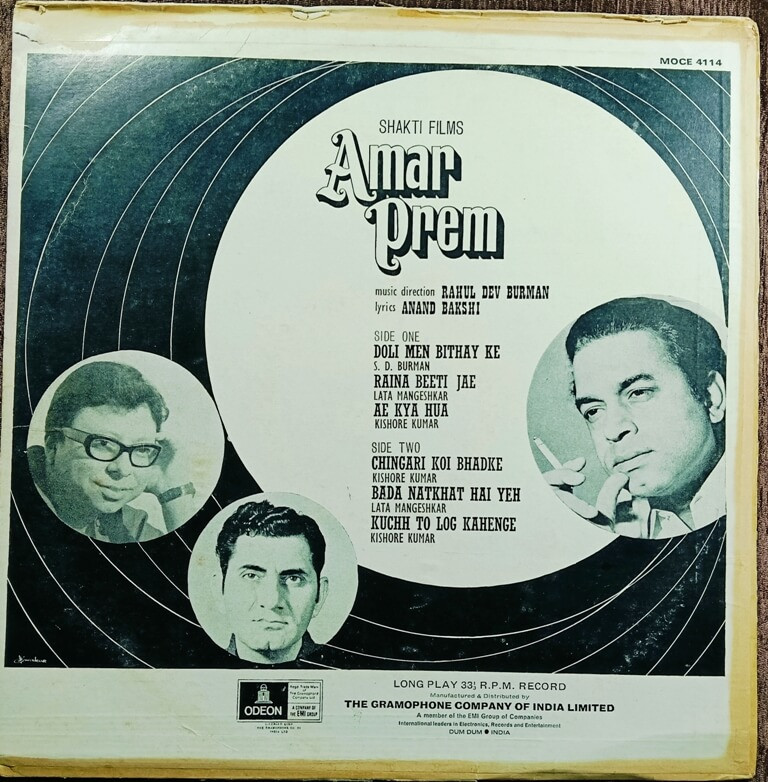 MOCE 4114
SHAKTI FILMS
Amar
Prem
music direction RAHUL DEV BURMAN
lyrics ANAND BAKSHI
SIDE ONE
DOLI MEN BITHAY KE
S. D. BURMAN
RAINA BEETI JAE
LATA MANGESHKAR
AE KYA HUA
KISHORE KUMAR
SIDE TWO
CHINGARI KOI BHADKE
KISHORE KUMAR
BADA NATKHAT HAI YEH
LATA MANGESHKAR
KUCHH TO LOG KAHENGE
KISHORE KUMAR
ODEON
A COMPANY OF
THE EMI GROUP
LONG PLAY 33⅓ R.P.M. RECORD
Manufactured & Distributed by
THE GRAMOPHONE COMPANY OF INDIA LIMITED
A member of the EMI Group of Companies
International leaders in Electronics, Records and Entertainment
DUM DUM ● INDIA